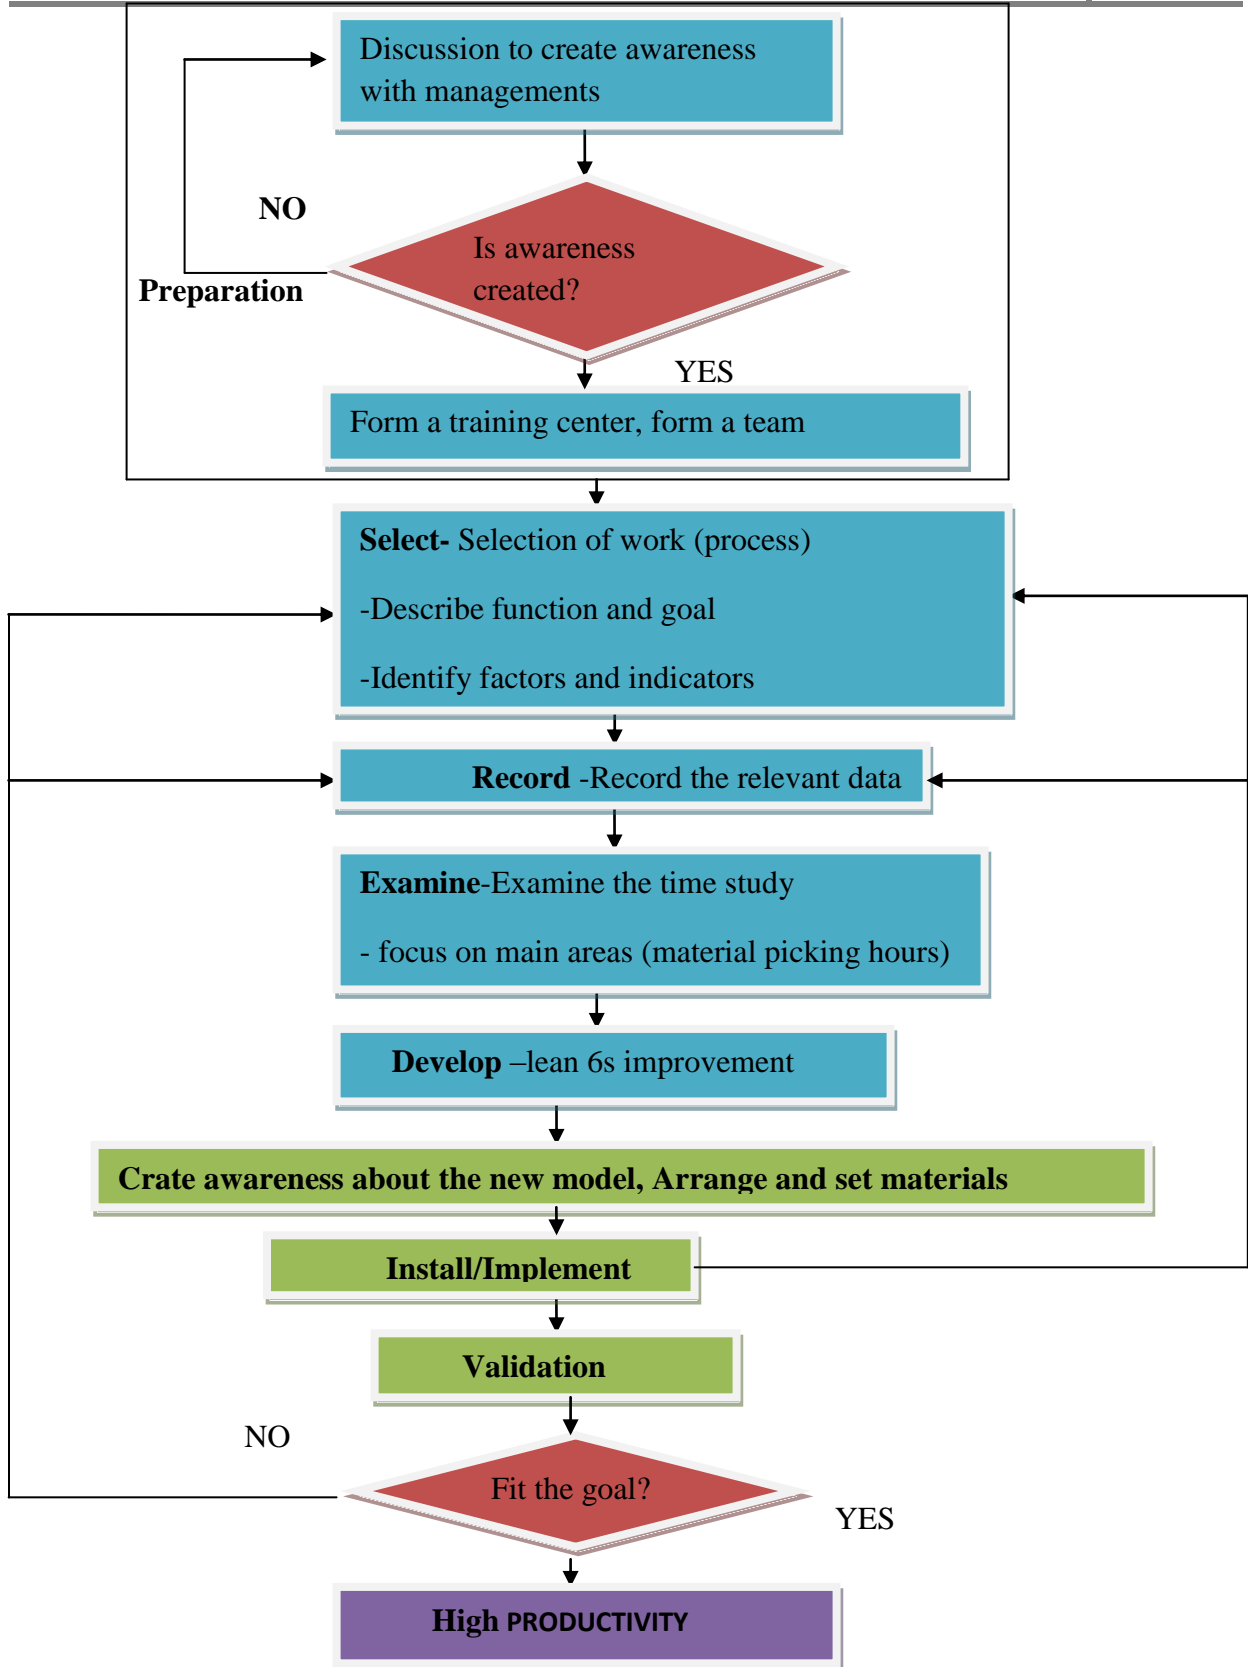 Discussion to create awareness
with managements
NO
Is awareness
created?
Preparation
YES
Form a training center, form a team
Select- Selection of work (process)
-Describe function and goal
-Identify factors and indicators
Record -Record the relevant data
Examine-Examine the time study
- focus on main areas (material picking hours)
Develop –lean 6s improvement
Crate awareness about the new model, Arrange and set materials
Install/Implement
Validation
NO
Fit the goal?
YES
High PRODUCTIVITY